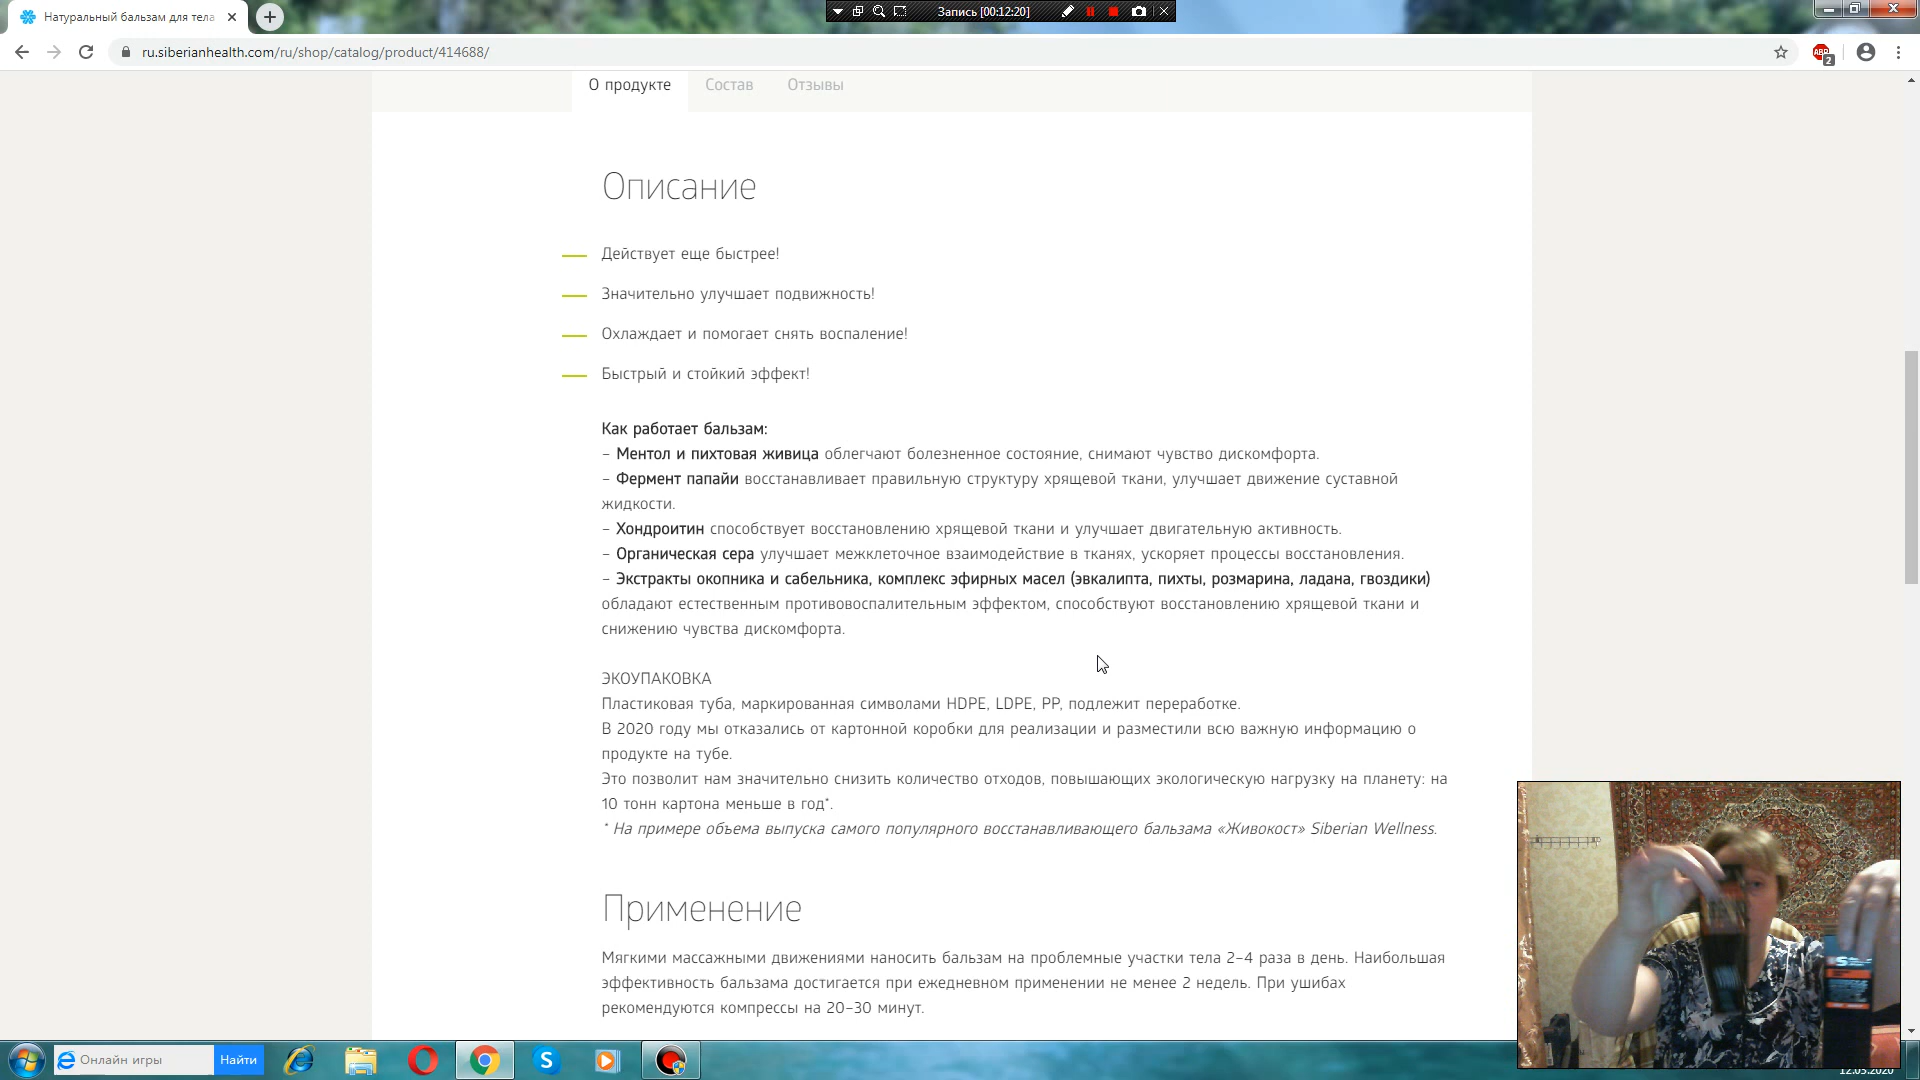 Натуральный бальзам для тела
Запись [00:12:20]
ru.siberianhealth.com/ru/shop/catalog/product/414688/
ABP
2
О продукте Состав Отзывы
Описание
Действует еще быстрее!
Значительно улучшает подвижность!
Охлаждает и помогает снять воспаление!
Быстрый и стойкий эффект!
Как работает бальзам:
– Ментол и пихтовая живица облегчают болезненное состояние, снимают чувство дискомфорта.
– Фермент папайи восстанавливает правильную структуру хрящевой ткани, улучшает движение суставной
жидкости.
– Хондроитин способствует восстановлению хрящевой ткани и улучшает двигательную активность.
– Органическая сера улучшает межклеточное взаимодействие в тканях, ускоряет процессы восстановления.
– Экстракты окопника и сабельника, комплекс эфирных масел (эвкалипта, пихты, розмарина, ладана, гвоздики)
обладают естественным противовоспалительным эффектом, способствуют восстановлению хрящевой ткани и
снижению чувства дискомфорта.
ЭКОУПАКОВКА
Пластиковая туба, маркированная символами HDPE, LDPE, PP, подлежит переработке.
В 2020 году мы отказались от картонной коробки для реализации и разместили всю важную информацию о
продукте на тубе.
Это позволит нам значительно снизить количество отходов, повышающих экологическую нагрузку на планету: на
10 тонн картона меньше в год*.
* На примере объема выпуска самого популярного восстанавливающего бальзама «Живокост» Siberian Wellness.
Применение
Мягкими массажными движениями наносить бальзам на проблемные участки тела 2–4 раза в день. Наибольшая
эффективность бальзама достигается при ежедневном применении не менее 2 недель. При ушибах
рекомендуются компрессы на 20–30 минут.
Онлайн игры Найти
12.05.2020